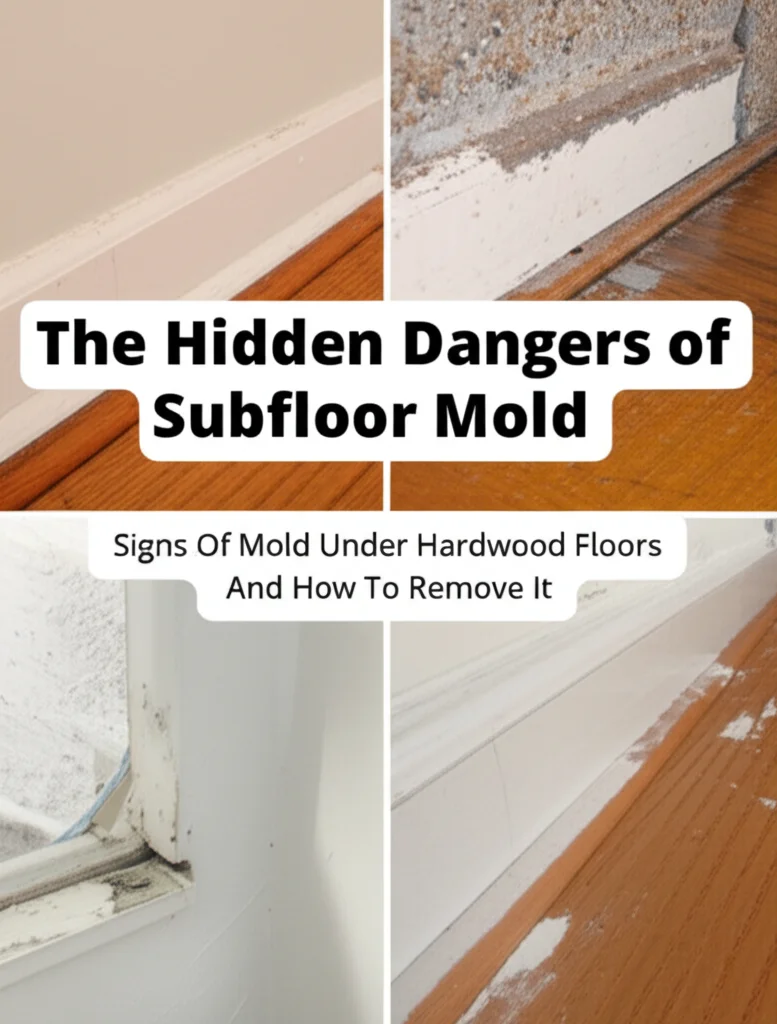 The Hidden Dangers of
Subfloor Mold
Signs Of Mold Under Hardwood Floors
And How To Remove It